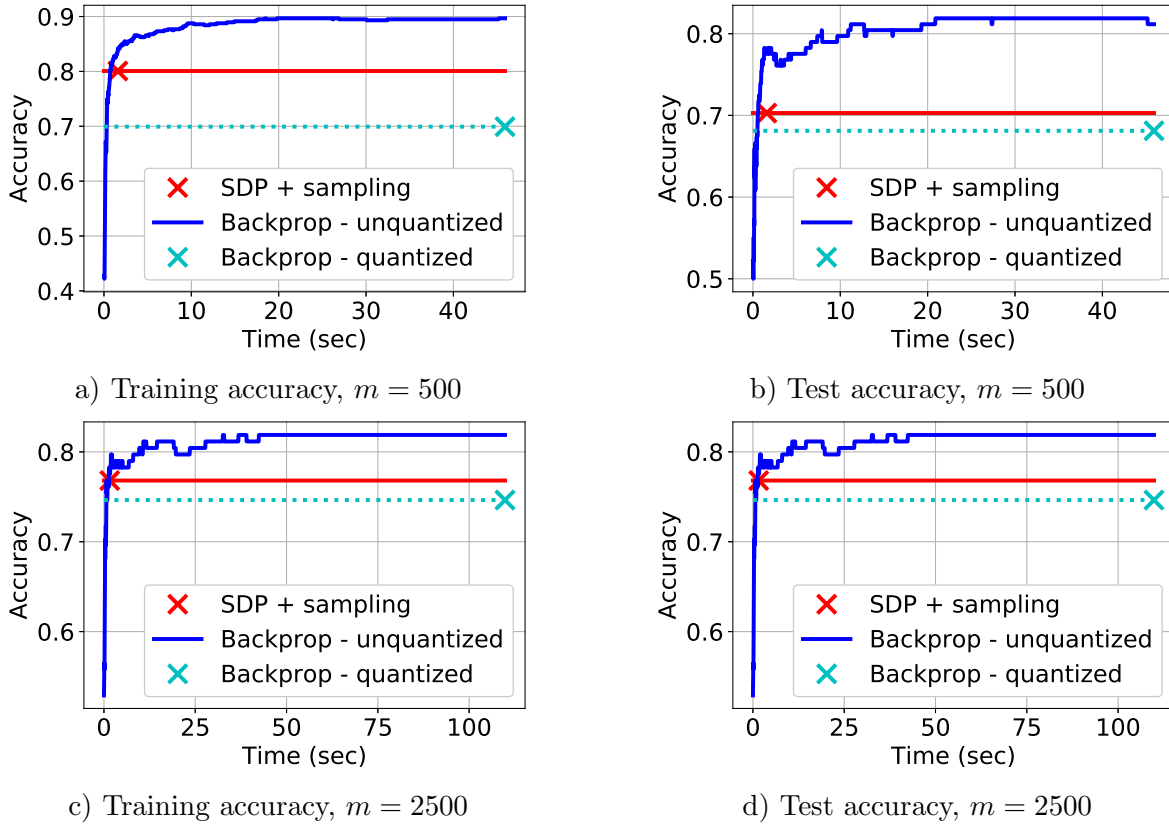 0.9
0.8
0.7
0.6
0.5
0.4
Accuracy
SDP + sampling
Backprop - unquantized
Backprop - quantized
0 10 20 30 40
Time (sec)
a) Training accuracy, m = 500
0.8
0.7
0.6
0.5
Accuracy
SDP + sampling
Backprop - unquantized
Backprop - quantized
0 10 20 30 40
Time (sec)
b) Test accuracy, m = 500
0.8
0.7
0.6
Accuracy
SDP + sampling
Backprop - unquantized
Backprop - quantized
0 25 50 75 100
Time (sec)
c) Training accuracy, m = 2500
0.8
0.7
0.6
Accuracy
SDP + sampling
Backprop - unquantized
Backprop - quantized
0 25 50 75 100
Time (sec)
d) Test accuracy, m = 2500